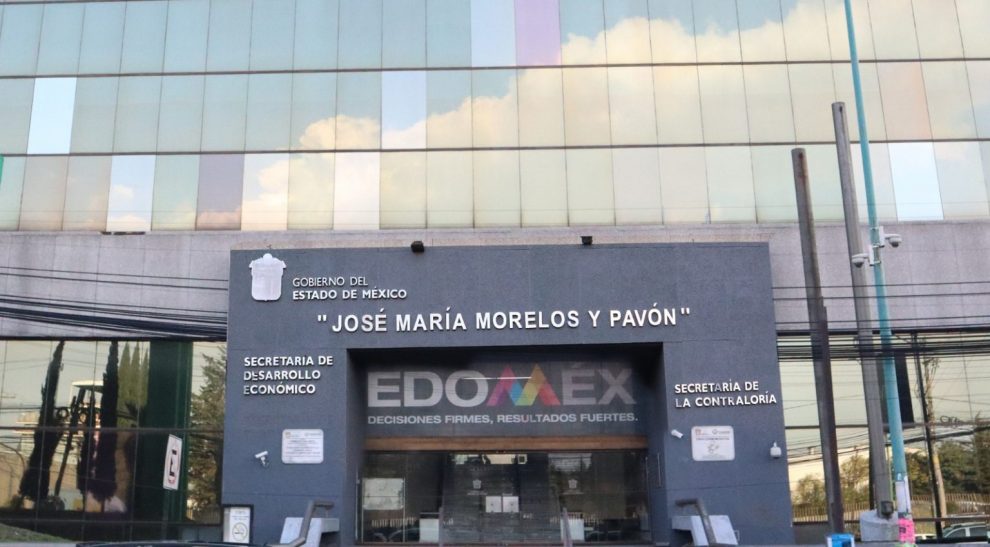 GOBIERNO DEL
ESTADO DE MÉXICO
"JOSÉ MARÍA MORELOS Y PAVÓN"
SECRETARIA DE
DESARROLLO
ECONÓMICO
EDOMÉX
DECISIONES FIRMES, RESULTADOS FUERTES.
SECRETARÍA DE
LA CONTRALORÍA